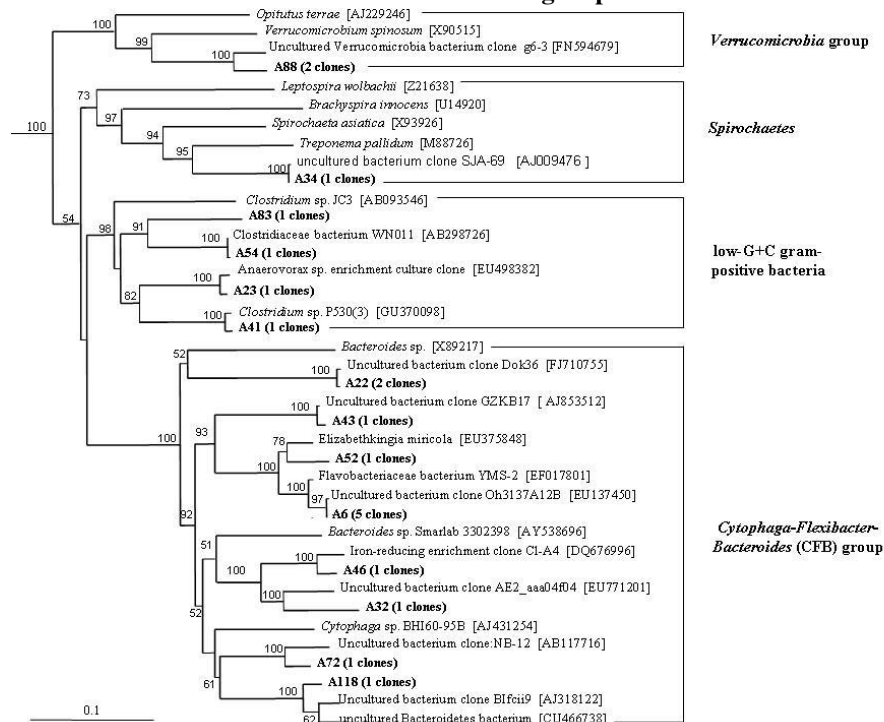 group
100
Opitutus terrae [AJ229246]
Verrucomicrobium spinosum [X90515]
99
Uncultured Verrucomicrobia bacterium clone g6-3 [FN594679]
100
A88 (2 clones)
Verrucomicrobia group
73
Leptospira wolbachii [Z21638]
Brachyspira innocens [U14920]
97
Spirochaeta asiatica [X93926]
100
94
Treponema pallidum [M88726]
95
uncultured bacterium clone SJA-69 [AJ009476 ]
100
A34 (1 clones)
Spirochaetes
Clostridium sp. JC3 [AB093546]
A83 (1 clones)
54
98
91
Clostridiaceae bacterium WN011 [AB298726]
100
A54 (1 clones)
low-G+C gram-
positive bacteria
Anaerovorax sp. enrichment culture clone [EU498382]
100
A23 (1 clones)
82
Clostridium sp. P530(3) [GU370098]
100
A41 (1 clones)
Bacteroides sp. [X89217]
52
Uncultured bacterium clone Dok36 [FJ710755]
100
A22 (2 clones)
Uncultured bacterium clone GZKB17 [ AJ853512]
100
A43 (1 clones)
100
93
78
Elizabethkingia miricola [EU375848]
A52 (1 clones)
100
Flavobacteriaceae bacterium YMS-2 [EF017801]
100
97
Uncultured bacterium clone Oh3137A12B [EU137450]
A6 (5 clones)
92
Bacteroides sp. Smarlab 3302398 [AY538696]
Cytophaga-Flexibacter-
Bacteroides (CFB) group
51
Iron-reducing enrichment clone Cl-A4 [DQ676996]
100
A46 (1 clones)
100
Uncultured bacterium clone AE2_aaa04f04 [EU771201]
100
A32 (1 clones)
52
Cytophaga sp. BHI60-95B [AJ431254]
Uncultured bacterium clone:NB-12 [AB117716]
100
A72 (1 clones)
61
A118 (1 clones)
100
Uncultured bacterium clone BIfcii9 [AJ318122]
62
uncultured Bacteroidetes bacterium [CU466738]
0.1